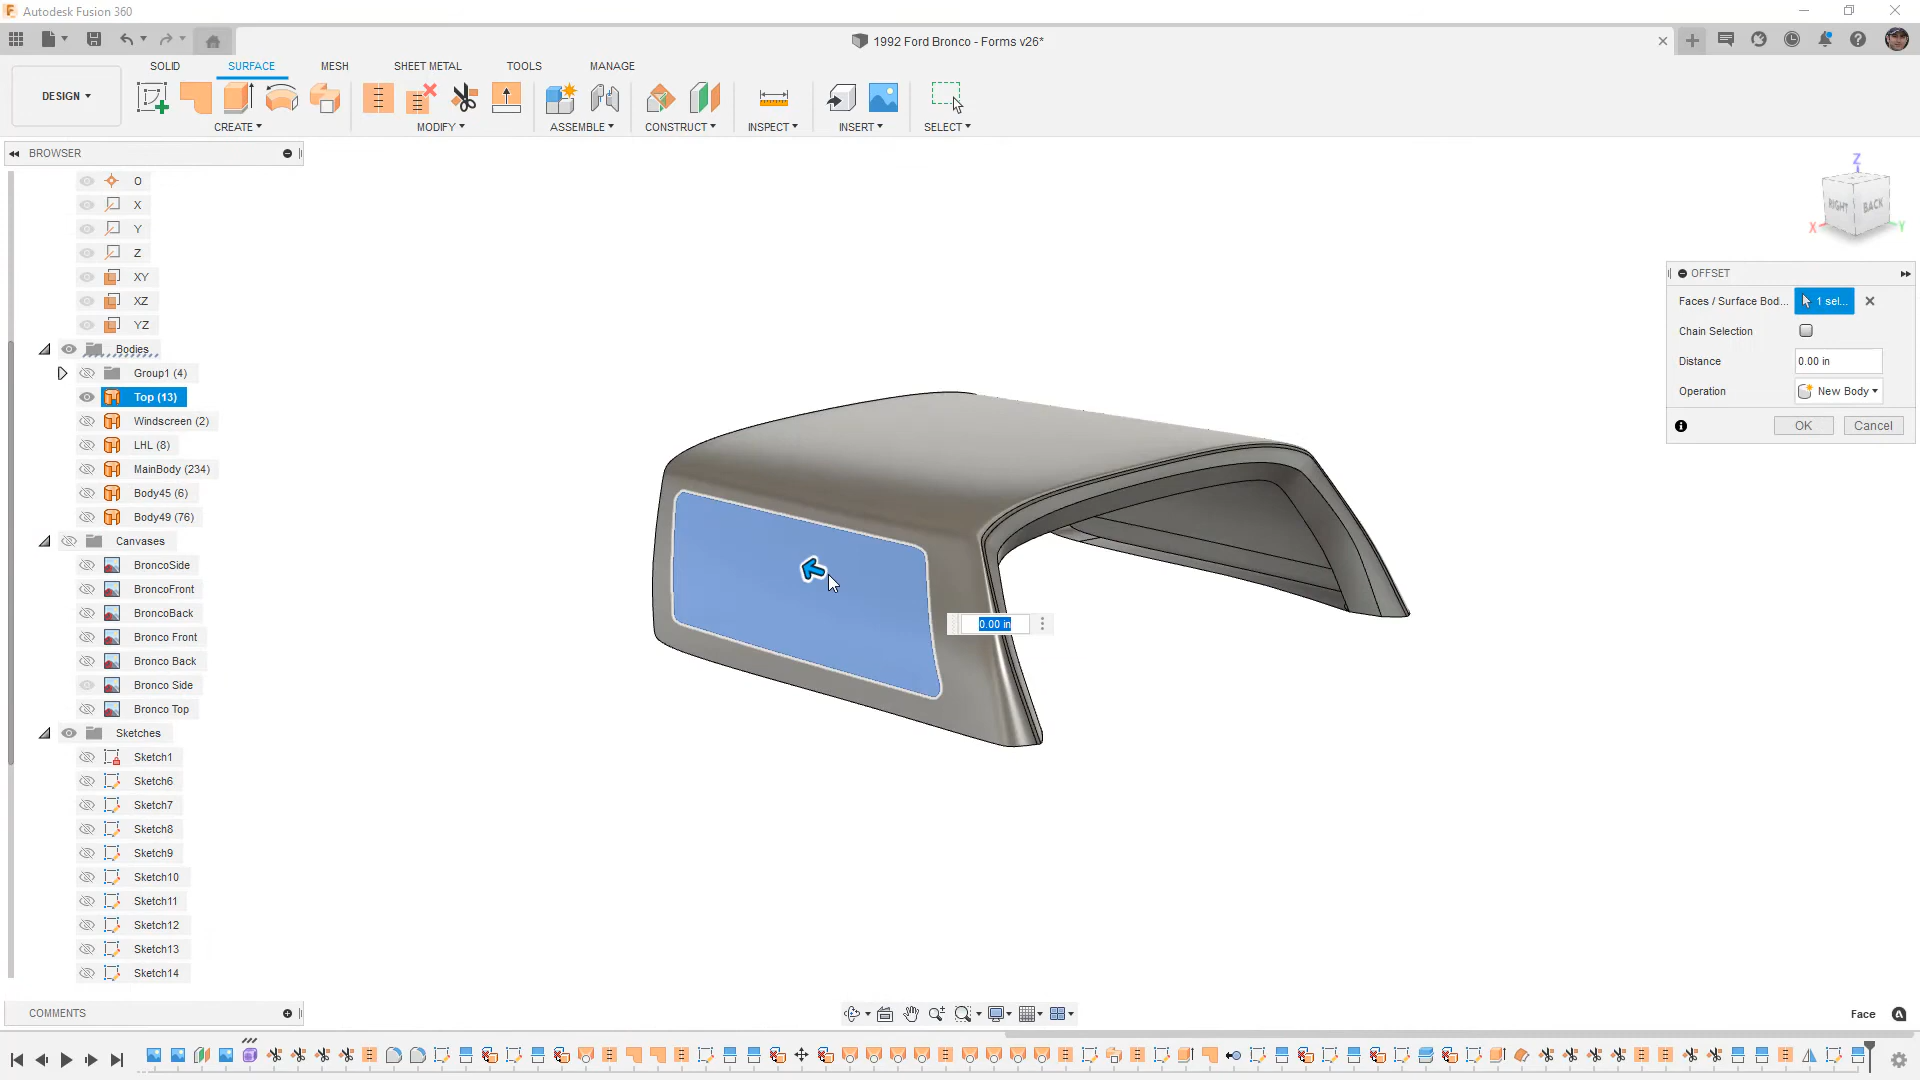 Autodesk Fusion 360
1992 Ford Bronco - Forms v26*
SOLID SURFACE MESH SHEET METAL TOOLS MANAGE
DESIGN
CREATE MODIFY ASSEMBLE CONSTRUCT INSPECT INSERT SELECT
BROWSER
O
X
Y
Z
XY
XZ
YZ
Bodies
Group1 (4)
Top (13)
Windscreen (2)
LHL (8)
MainBody (234)
Body45 (6)
Body49 (76)
Canvases
BroncoSide
BroncoFront
BroncoBack
Bronco Front
Bronco Back
Bronco Side
Bronco Top
Sketches
Sketch1
Sketch6
Sketch7
Sketch8
Sketch9
Sketch10
Sketch11
Sketch12
Sketch13
Sketch14
COMMENTS
0.00 in
Z
RIGHT BACK
X Y
OFFSET
Faces / Surface Bod... 1 sel...
Chain Selection
Distance 0.00 in
Operation New Body
OK Cancel
Face